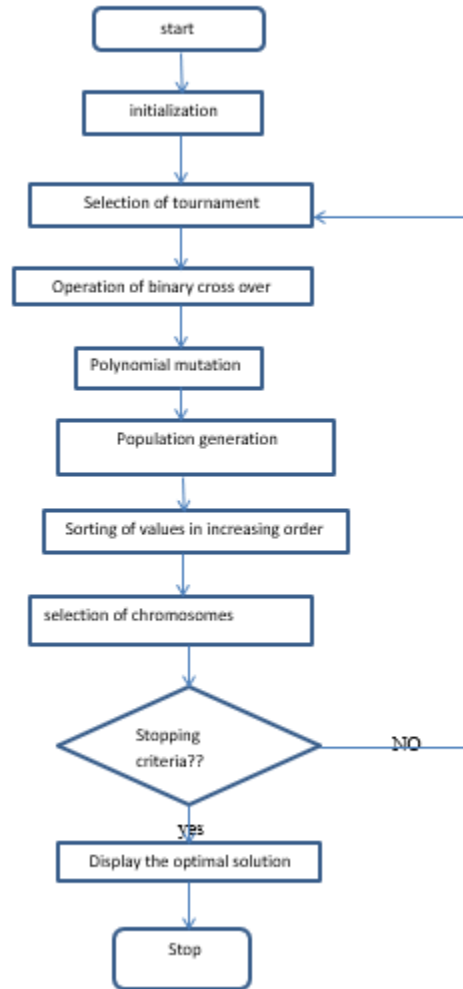 start
initialization
Selection of tournament
Operation of binary cross over
Polynomial mutation
Population generation
Sorting of values in increasing order
selection of chromosomes
Stopping
criteria??
NO
yes
Display the optimal solution
Stop